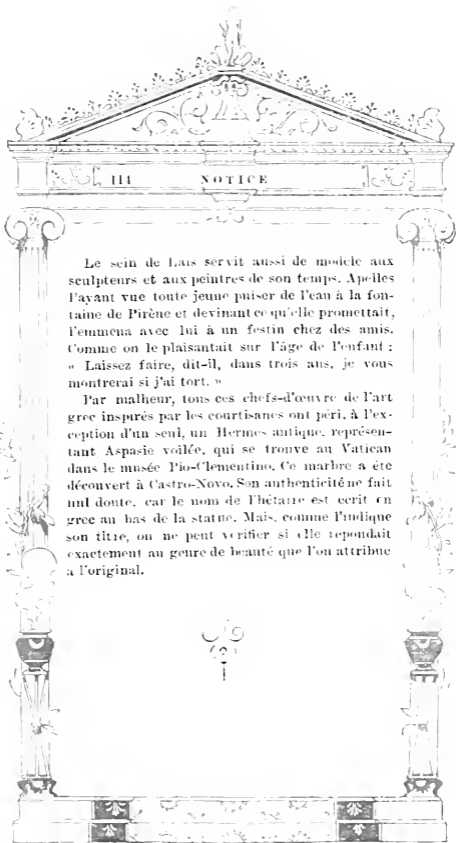 114 NOTICE
Le sein de Laïs servit aussi de modèle aux
sculpteurs et aux peintres de son temps. Apelles
l'ayant vue toute jeune puiser de l'eau à la fon-
taine de Pirène et devinant ce qu'elle promettait,
l'emmena avec lui à un festin chez des amis.
Comme on le plaisantait sur l'âge de l'enfant :
« Laissez faire, dit-il, dans trois ans, je vous
montrerai si j'ai tort. »
Par malheur, tous ces chefs-d'œuvre de l'art
grec inspirés par les courtisanes ont péri, à l'ex-
ception d'un seul, un Hermes antique, représen-
tant Aspasie voilée, qui se trouve au Vatican
dans le musée Pio-Clementino. Ce marbre a été
découvert à Castro-Novo. Son authenticité ne fait
nul doute, car le nom de l'hétaïre est écrit en
grec au bas de la statue. Mais, comme l'indique
son titre, on ne peut vérifier si elle répondait
exactement au genre de beauté que l'on attribue
à l'original.